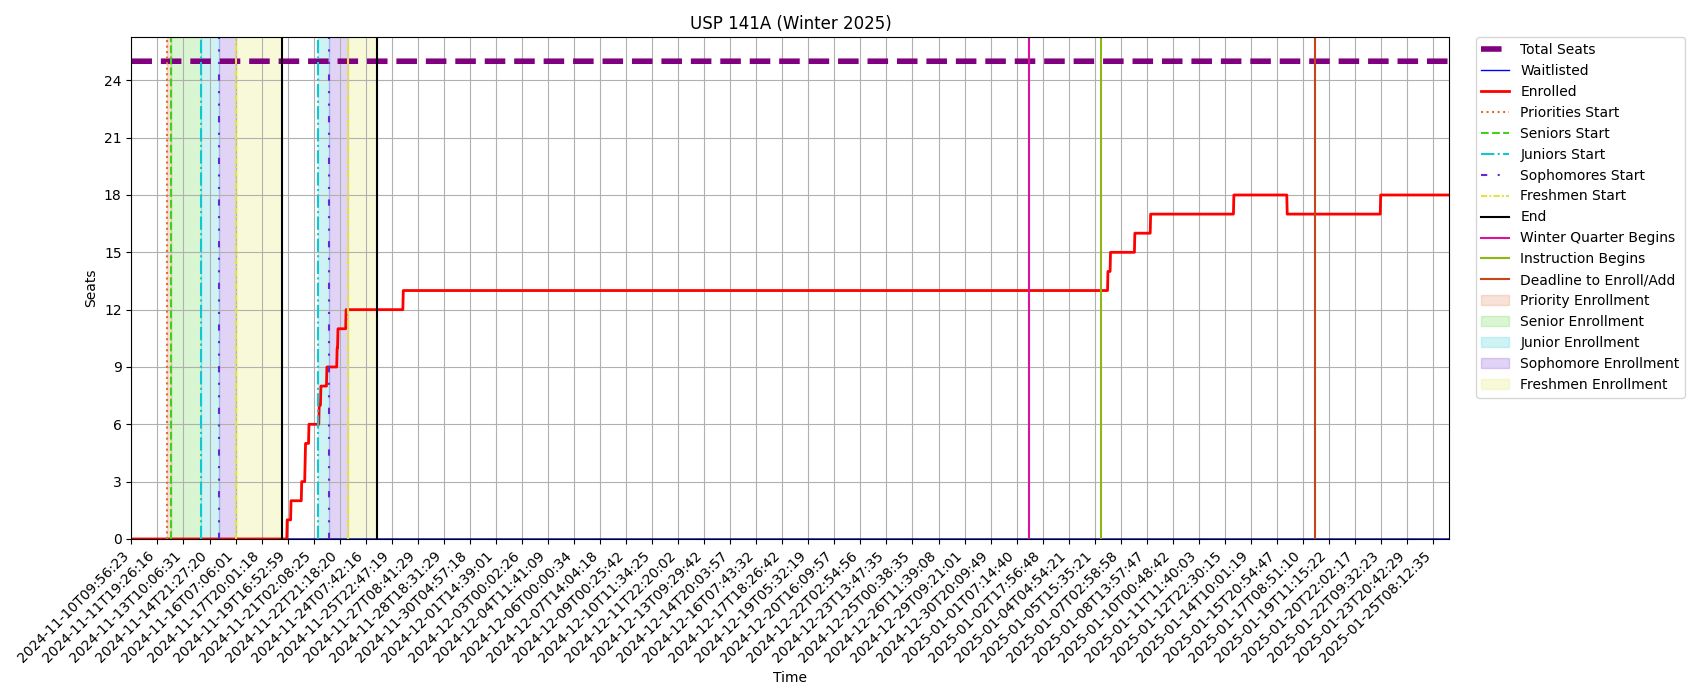 USP 141A (Winter 2025)
Seats
24
21
18
15
12
9
6
3
0
2024-11-10T09:56:23
2024-11-11T19:26:16
2024-11-13T10:06:31
2024-11-14T21:27:20
2024-11-16T07:06:01
2024-11-17T20:01:18
2024-11-19T16:52:59
2024-11-21T02:08:25
2024-11-22T21:18:20
2024-11-24T07:42:16
2024-11-25T22:47:19
2024-11-28T08:41:29
2024-11-28T18:31:29
2024-11-30T04:57:18
2024-12-01T14:39:01
2024-12-03T00:02:26
2024-12-04T11:41:09
2024-12-06T00:00:34
2024-12-07T14:04:18
2024-12-09T00:25:42
2024-12-10T11:34:25
2024-12-11T22:20:02
2024-12-13T09:29:42
2024-12-14T20:03:57
2024-12-16T07:43:32
2024-12-17T18:26:42
2024-12-19T05:32:19
2024-12-20T16:09:57
2024-12-22T02:54:56
2024-12-23T13:47:35
2024-12-25T00:38:35
2024-12-26T11:39:08
2024-12-29T09:21:01
2024-12-30T20:09:49
2025-01-01T07:14:40
2025-01-02T17:56:48
2025-01-04T04:54:21
2025-01-05T15:35:21
2025-01-07T02:58:58
2025-01-08T13:57:47
2025-01-10T00:48:42
2025-01-11T11:40:03
2025-01-12T22:30:15
2025-01-14T10:01:19
2025-01-15T20:54:47
2025-01-17T08:51:10
2025-01-19T11:15:22
2025-01-20T22:02:17
2025-01-22T09:32:23
2025-01-23T20:42:29
2025-01-25T08:12:35
Time
Total Seats
Waitlisted
Enrolled
Priorities Start
Seniors Start
Juniors Start
Sophomores Start
Freshmen Start
End
Winter Quarter Begins
Instruction Begins
Deadline to Enroll/Add
Priority Enrollment
Senior Enrollment
Junior Enrollment
Sophomore Enrollment
Freshmen Enrollment